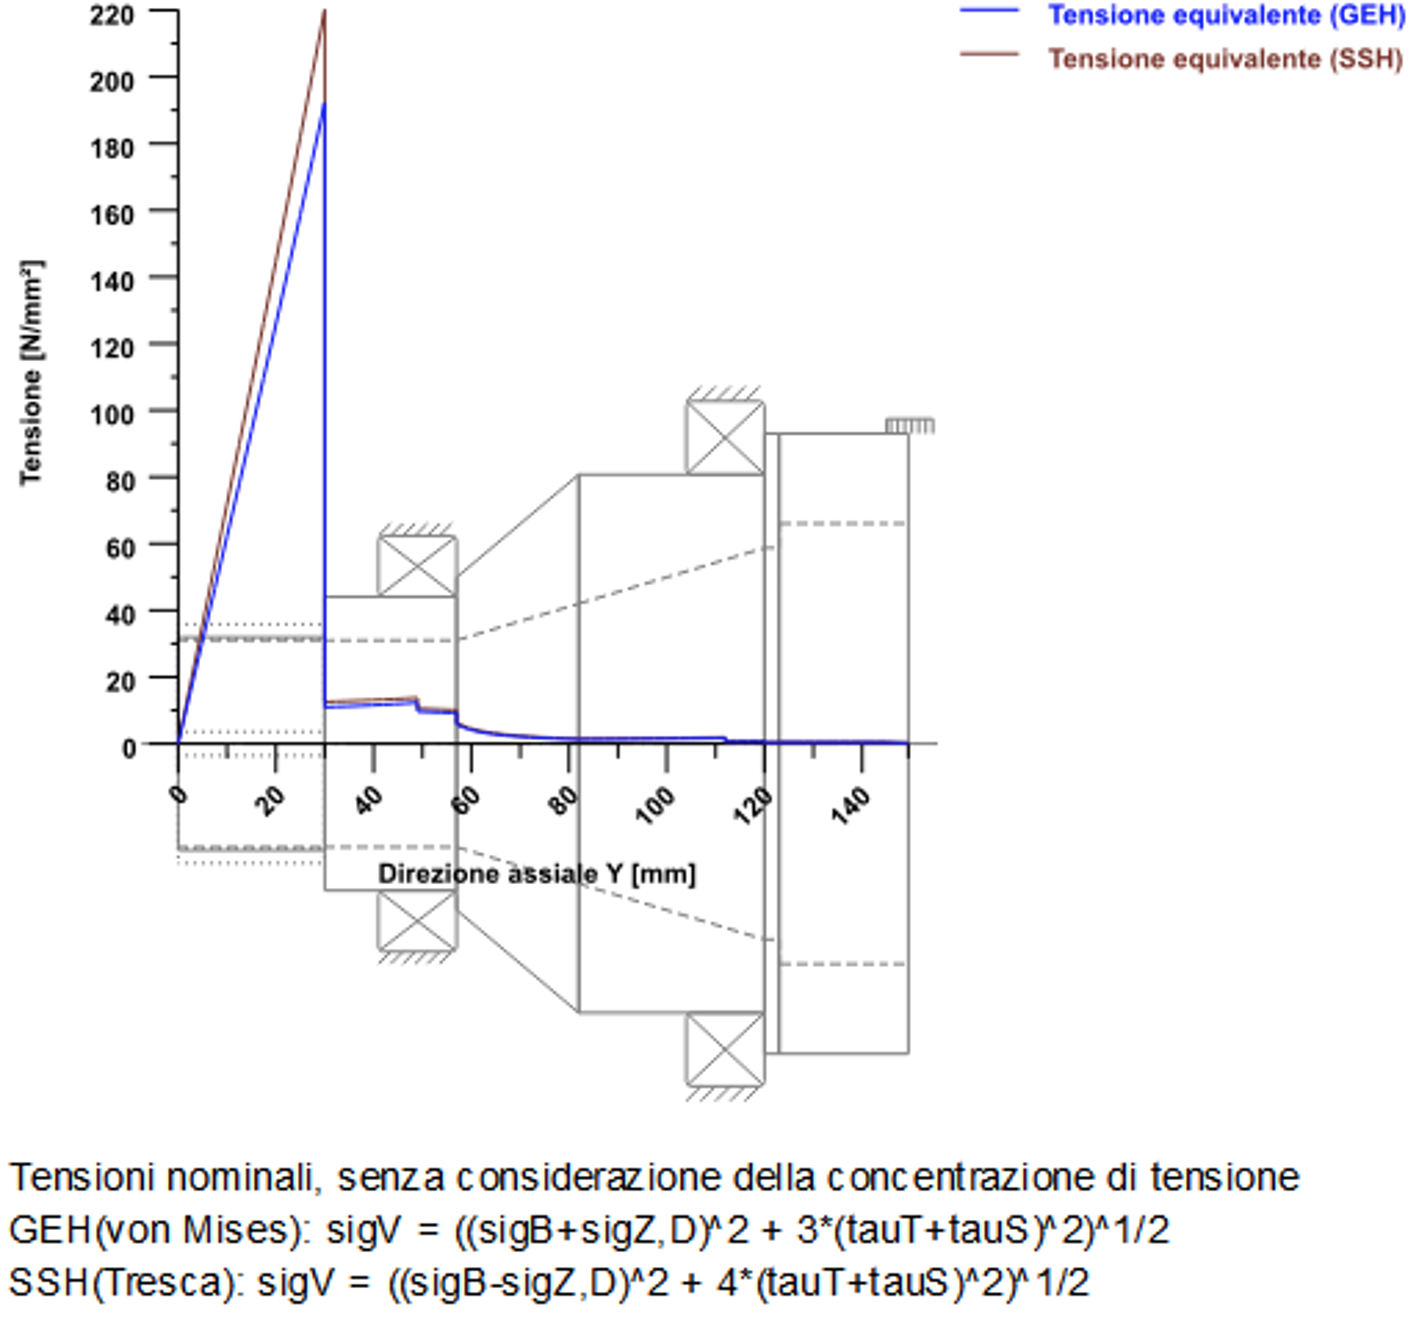 Tensione equivalente (GEH)
Tensione equivalente (SSH)
Tensione [N/mm²]
220
200
180
160
140
120
100
80
60
40
20
0
0
20
40
60
80
100
120
140
Direzione assiale Y [mm]
Tensioni nominali, senza considerazione della concentrazione di tensione
GEH(von Mises): sigV = ((sigB+sigZ,D)^2 + 3*(tauT+tauS)^2)^1/2
SSH(Tresca): sigV = ((sigB-sigZ,D)^2 + 4*(tauT+tauS)^2)^1/2